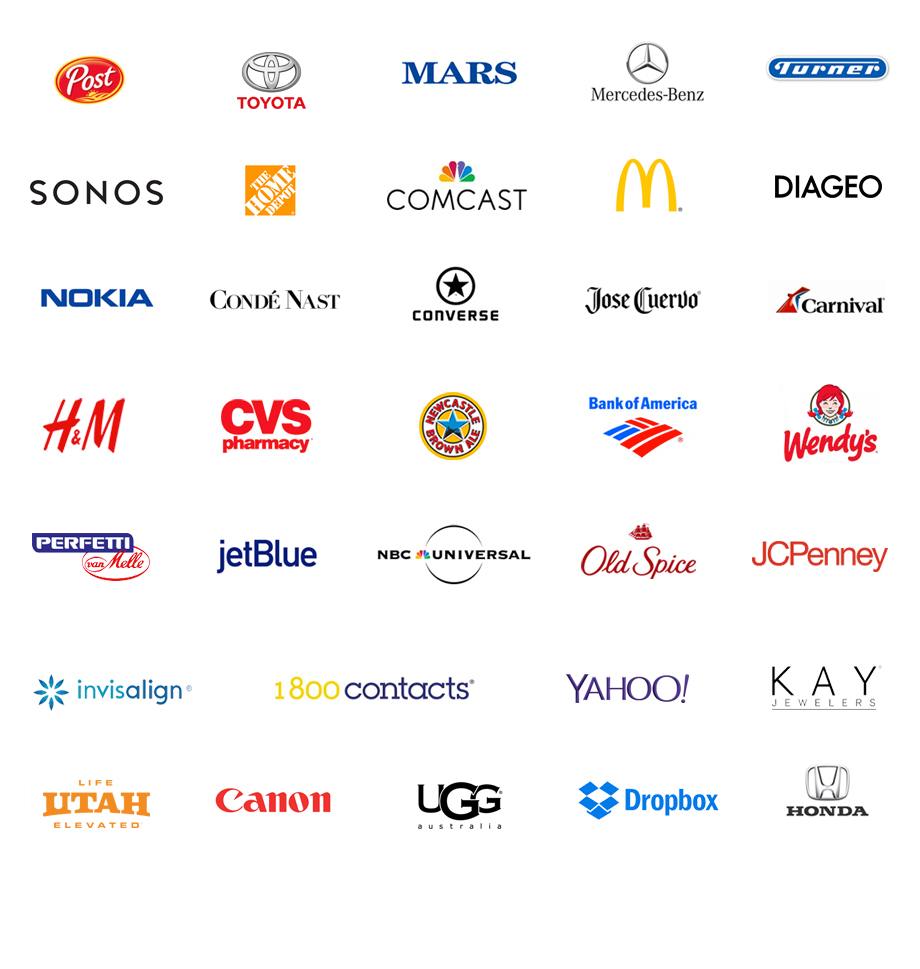 Post
TOYOTA
MARS
Mercedes-Benz
Turner
SONOS
THE
HOME
DEPOT
COMCAST
DIAGEO
NOKIA
CONDÉ NAST
CONVERSE
Jose Cuervo®
Carnival
H&M
CVS
pharmacy
NEWCASTLE
BROWN ALE
Bank of America
Wendy's
PERFETTI
van Melle
jetBlue
NBC UNIVERSAL
Old Spice
JCPenney
invisalign®
1800 contacts®
YAHOO!
KAY
JEWELERS
LIFE
UTAH
ELEVATED
Canon
UGG®
australia
Dropbox
HONDA